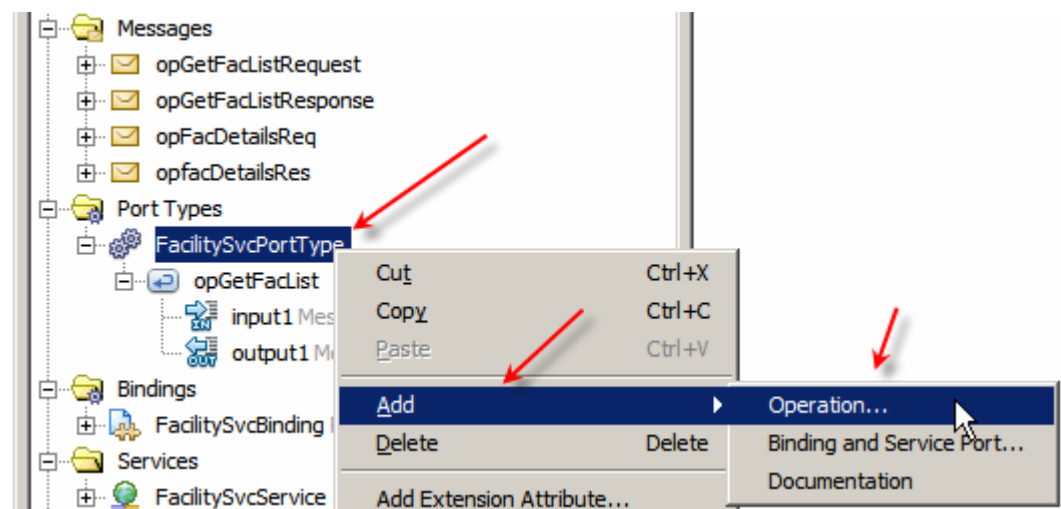 Messages
opGetFacListRequest
opGetFacListResponse
opFacDetailsReq
opfacDetailsRes
Port Types
FacilitySvcPortType
opGetFacList
input1 Mes
output1 M
Bindings
FacilitySvcBinding
Services
FacilitySvcService
Cut Ctrl+X
Copy Ctrl+C
Paste Ctrl+V
Add
Delete Delete
Add Extension Attribute...
Operation...
Binding and Service Port...
Documentation